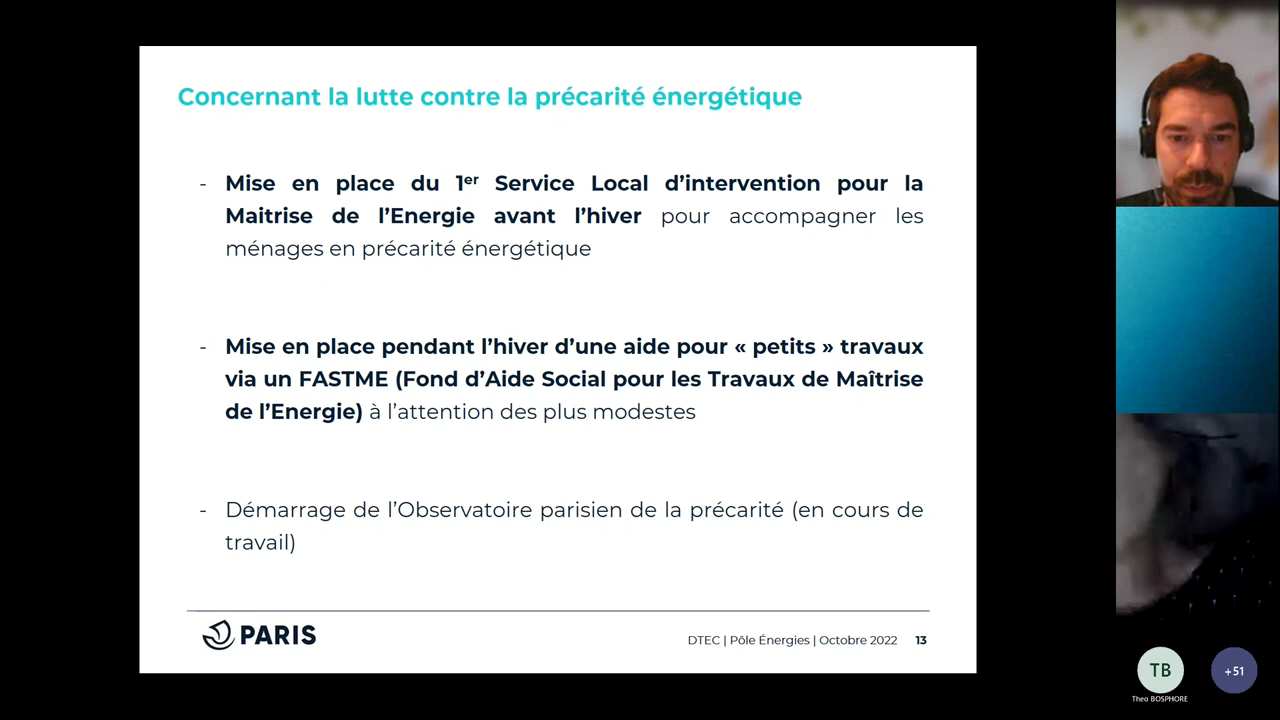 Concernant la lutte contre la précarité énergétique
- Mise en place du 1er Service Local d’intervention pour la
Maitrise de l’Energie avant l’hiver pour accompagner les
ménages en précarité énergétique
- Mise en place pendant l’hiver d’une aide pour « petits » travaux
via un FASTME (Fond d’Aide Social pour les Travaux de Maîtrise
de l’Energie) à l’attention des plus modestes
- Démarrage de l’Observatoire parisien de la précarité (en cours de
travail)
PARIS
DTEC | Pôle Énergies | Octobre 2022 13
TB
+51
Theo BOSPHORE